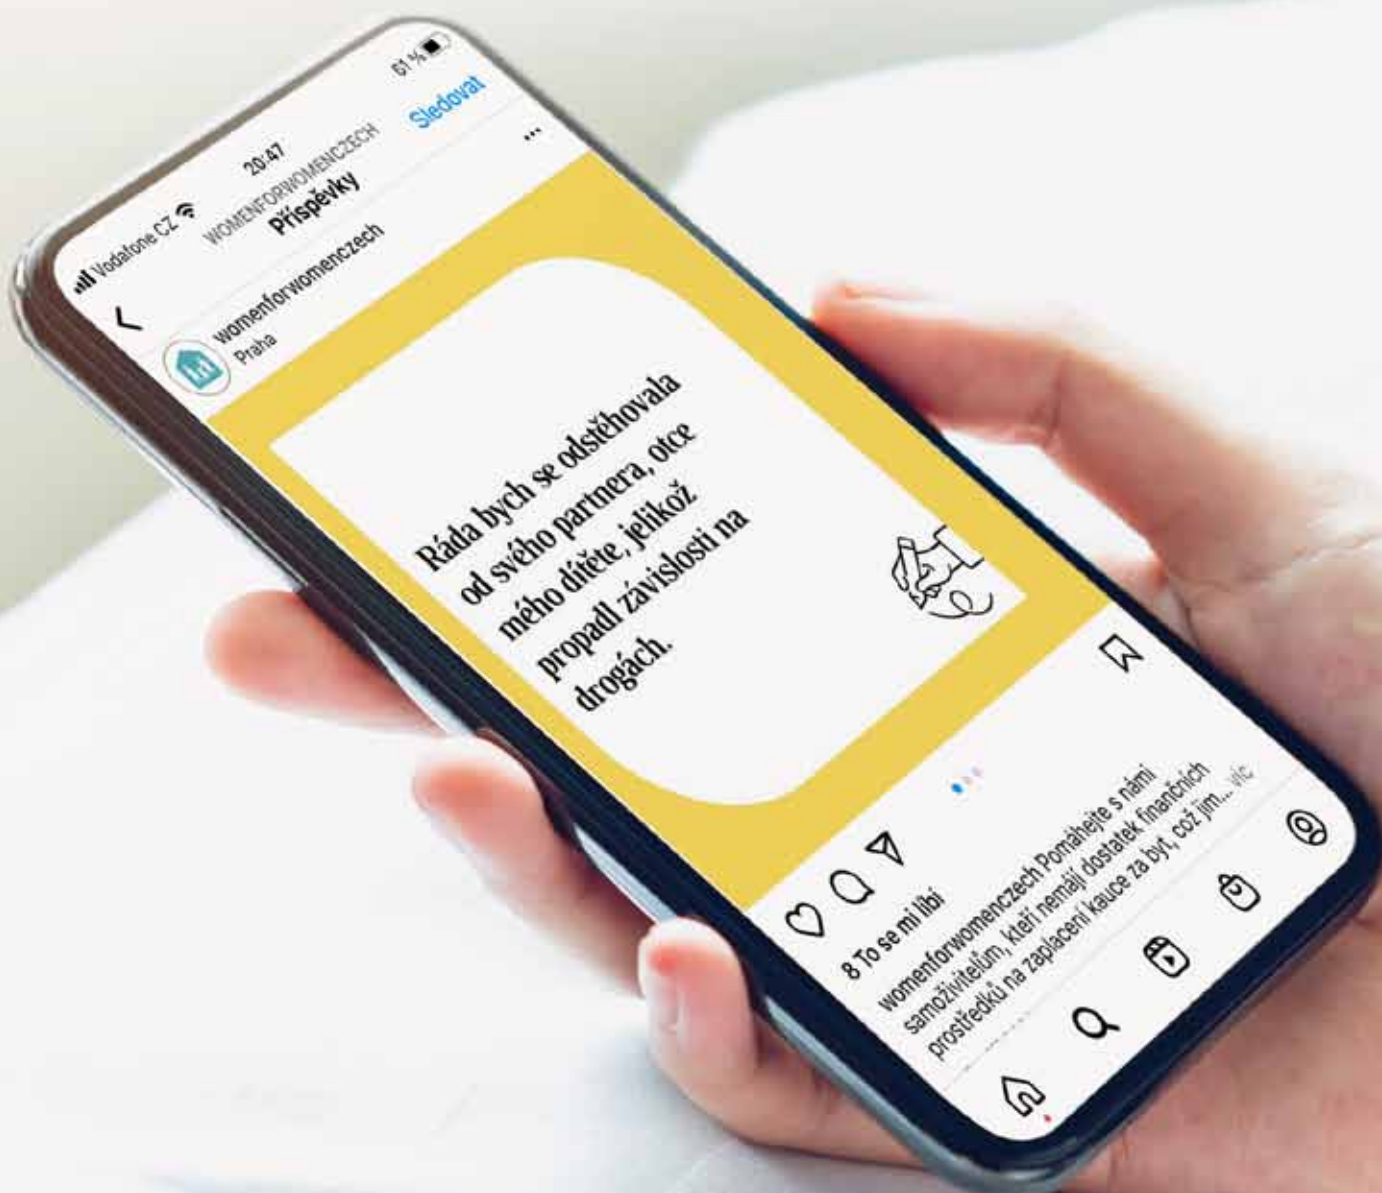 Vodafone CZ 20:47 61 %
WOMENFORWOMENCZECH
Příspěvky Sledovat
womenforwomenczech
Praha
Ráda bych se odstěhovala
od svého partnera, otce
mého dítěte, jelikož
propadl závislosti na
drogách.
8 To se mi líbí
womenforwomenczech Pomáhejte s námi
samoživitelům, kteří nemájí dostatek finančních
prostředků na zaplacení kauce za byt, což jim... víc